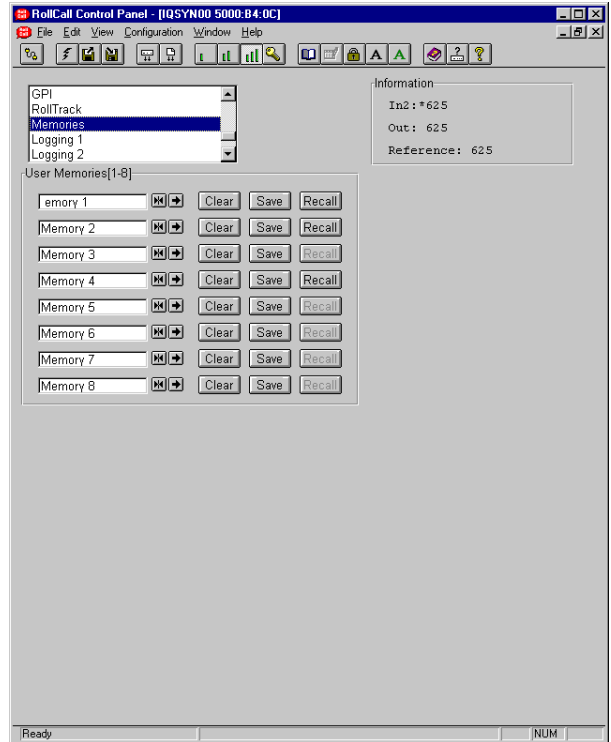 RollCall Control Panel - [IQSYN00 5000:B4:0C]
File Edit View Configuration Window Help
A A
GPI
RollTrack
Memories
Logging 1
Logging 2
Information
In2:*625
Out: 625
Reference: 625
User Memories[1-8]
emory 1 Clear Save Recall
Memory 2 Clear Save Recall
Memory 3 Clear Save Recall
Memory 4 Clear Save Recall
Memory 5 Clear Save Recall
Memory 6 Clear Save Recall
Memory 7 Clear Save Recall
Memory 8 Clear Save Recall
Ready NUM